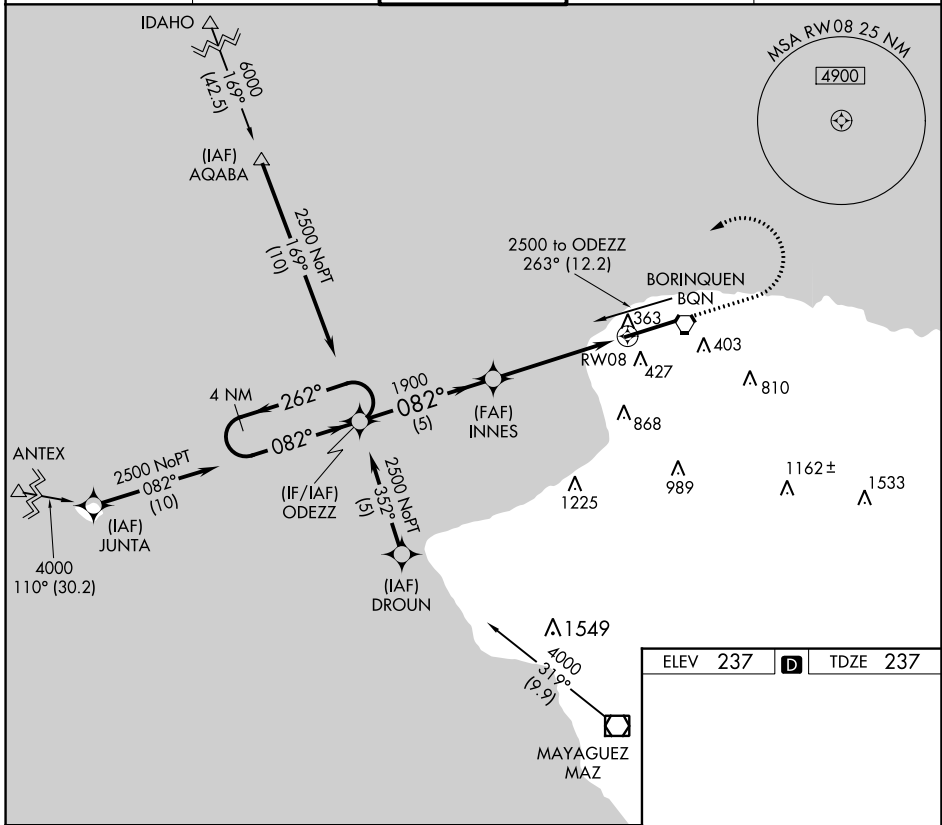 IDAHO
6000
169°
(42.5)
MSA RW08 25 NM
4900
(IAF)
AQABA
2500 NoPT
169°
(10)
2500 to ODEZZ
263° (12.2)
BORINQUEN
BQN
363
RW08
403
427
810
868
4 NM
262°
082°
1900
082°
(5)
(FAF)
INNES
ANTEX
2500 NoPT
082°
(10)
(IF/IAF)
ODEZZ
2500 NoPT
352°
(5)
1225
989
1162±
1533
(IAF)
JUNTA
4000
110° (30.2)
(IAF)
DROUN
1549
4000
319°
(9.9)
MAYAGUEZ
MAZ
ELEV 237 D TDZE 237